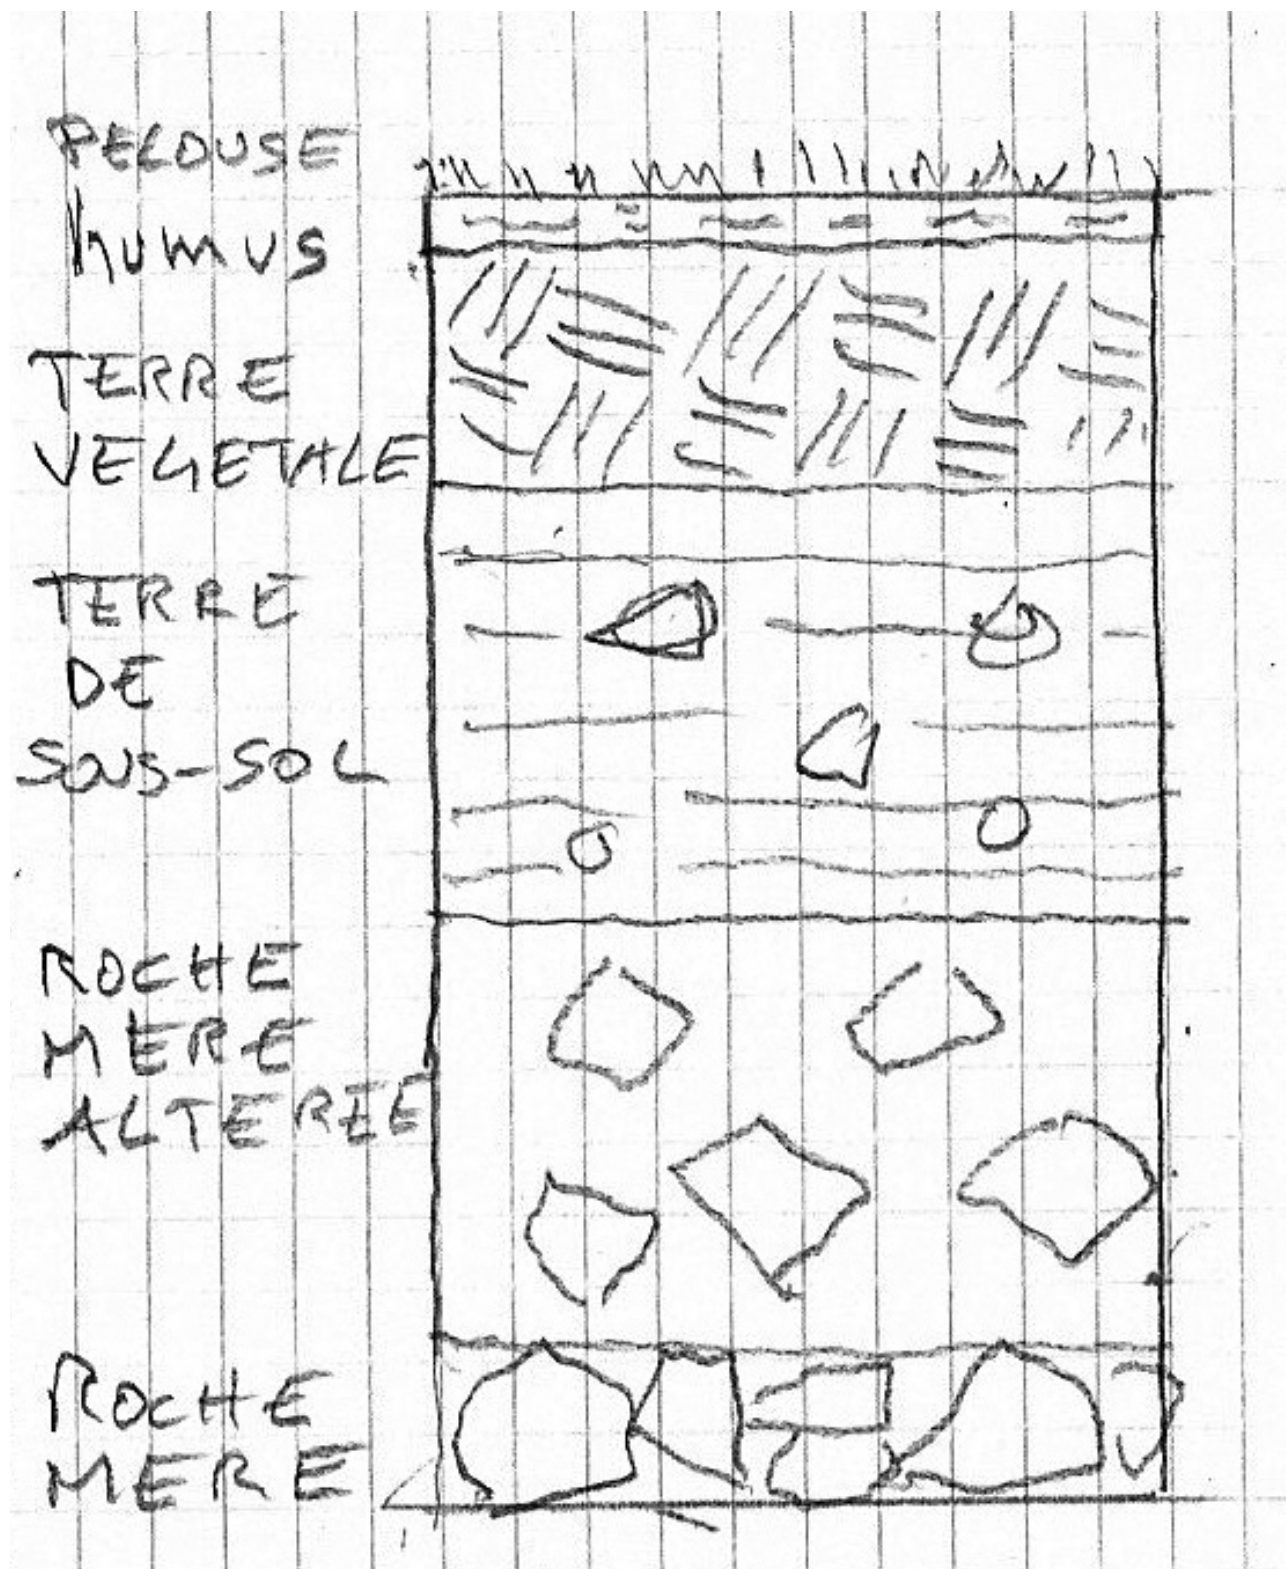 PELOUSE
humus
TERRE
VEGETALE
TERRE
DE
SOUS-SOL
ROCHE
MERE
ALTEREE
ROCHE
MERE